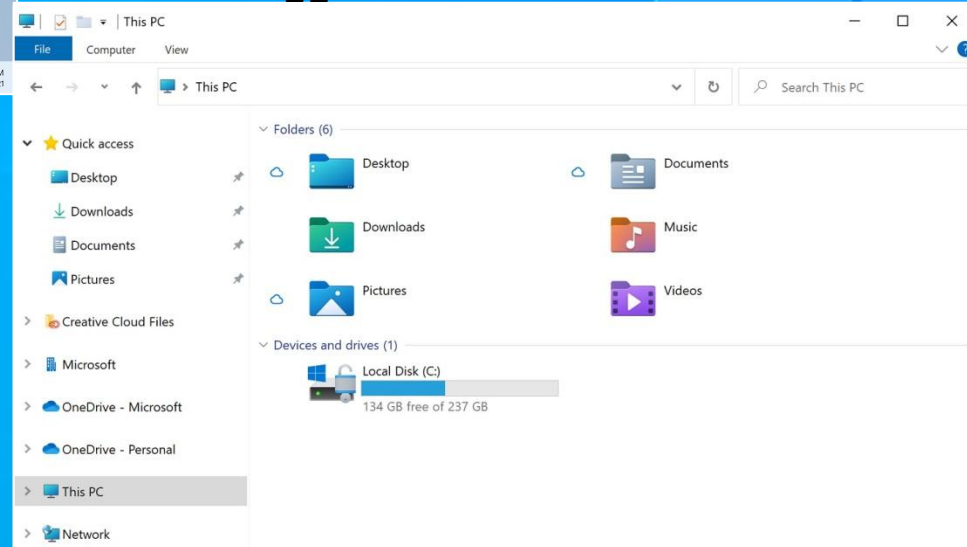 This PC
File Computer View
This PC
Search This PC
Quick access
Desktop
Downloads
Documents
Pictures
Creative Cloud Files
Microsoft
OneDrive - Microsoft
OneDrive - Personal
This PC
Network
Folders (6)
Desktop
Documents
Downloads
Music
Pictures
Videos
Devices and drives (1)
Local Disk (C:)
134 GB free of 237 GB